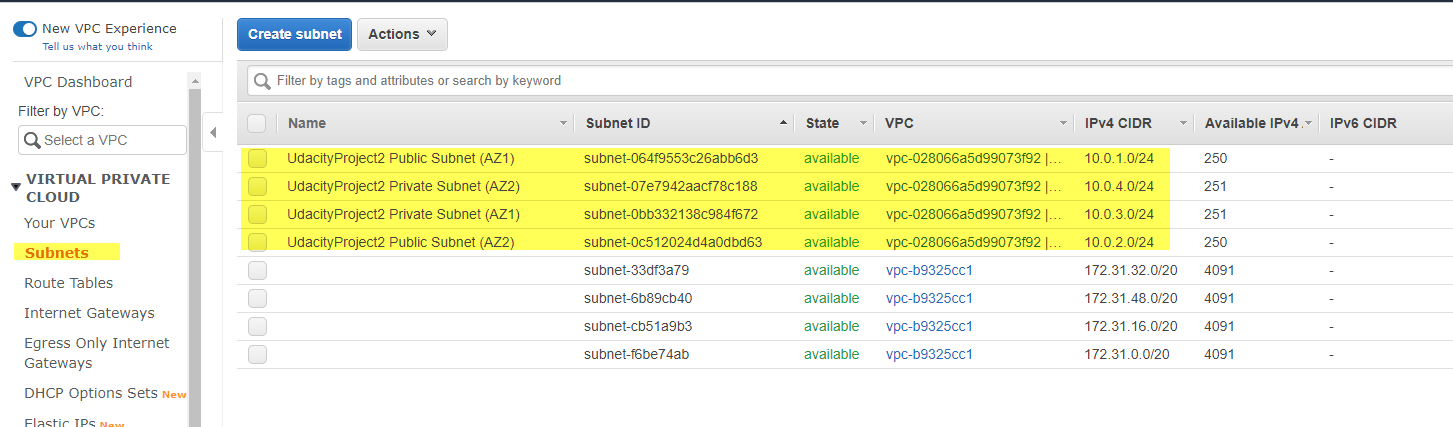 New VPC Experience
Tell us what you think
VPC Dashboard
Filter by VPC:
Select a VPC
VIRTUAL PRIVATE
CLOUD
Your VPCs
Subnets
Route Tables
Internet Gateways
Egress Only Internet
Gateways
DHCP Options Sets New
Elastic IPs New
Create subnet Actions
Filter by tags and attributes or search by keyword
Name Subnet ID State VPC IPv4 CIDR Available IPv4 IPv6 CIDR
UdacityProject2 Public Subnet (AZ1) subnet-064f9553c26abb6d3 available vpc-028066a5d99073f92 |... 10.0.1.0/24 250 -
UdacityProject2 Private Subnet (AZ2) subnet-07e7942aacf78c188 available vpc-028066a5d99073f92 |... 10.0.4.0/24 251 -
UdacityProject2 Private Subnet (AZ1) subnet-0bb332138c984f672 available vpc-028066a5d99073f92 |... 10.0.3.0/24 251 -
UdacityProject2 Public Subnet (AZ2) subnet-0c512024d4a0dbd63 available vpc-028066a5d99073f92 |... 10.0.2.0/24 250 -
subnet-33df3a79 available vpc-b9325cc1 172.31.32.0/20 4091 -
subnet-6b89cb40 available vpc-b9325cc1 172.31.48.0/20 4091 -
subnet-cb51a9b3 available vpc-b9325cc1 172.31.16.0/20 4091 -
subnet-f6be74ab available vpc-b9325cc1 172.31.0.0/20 4091 -